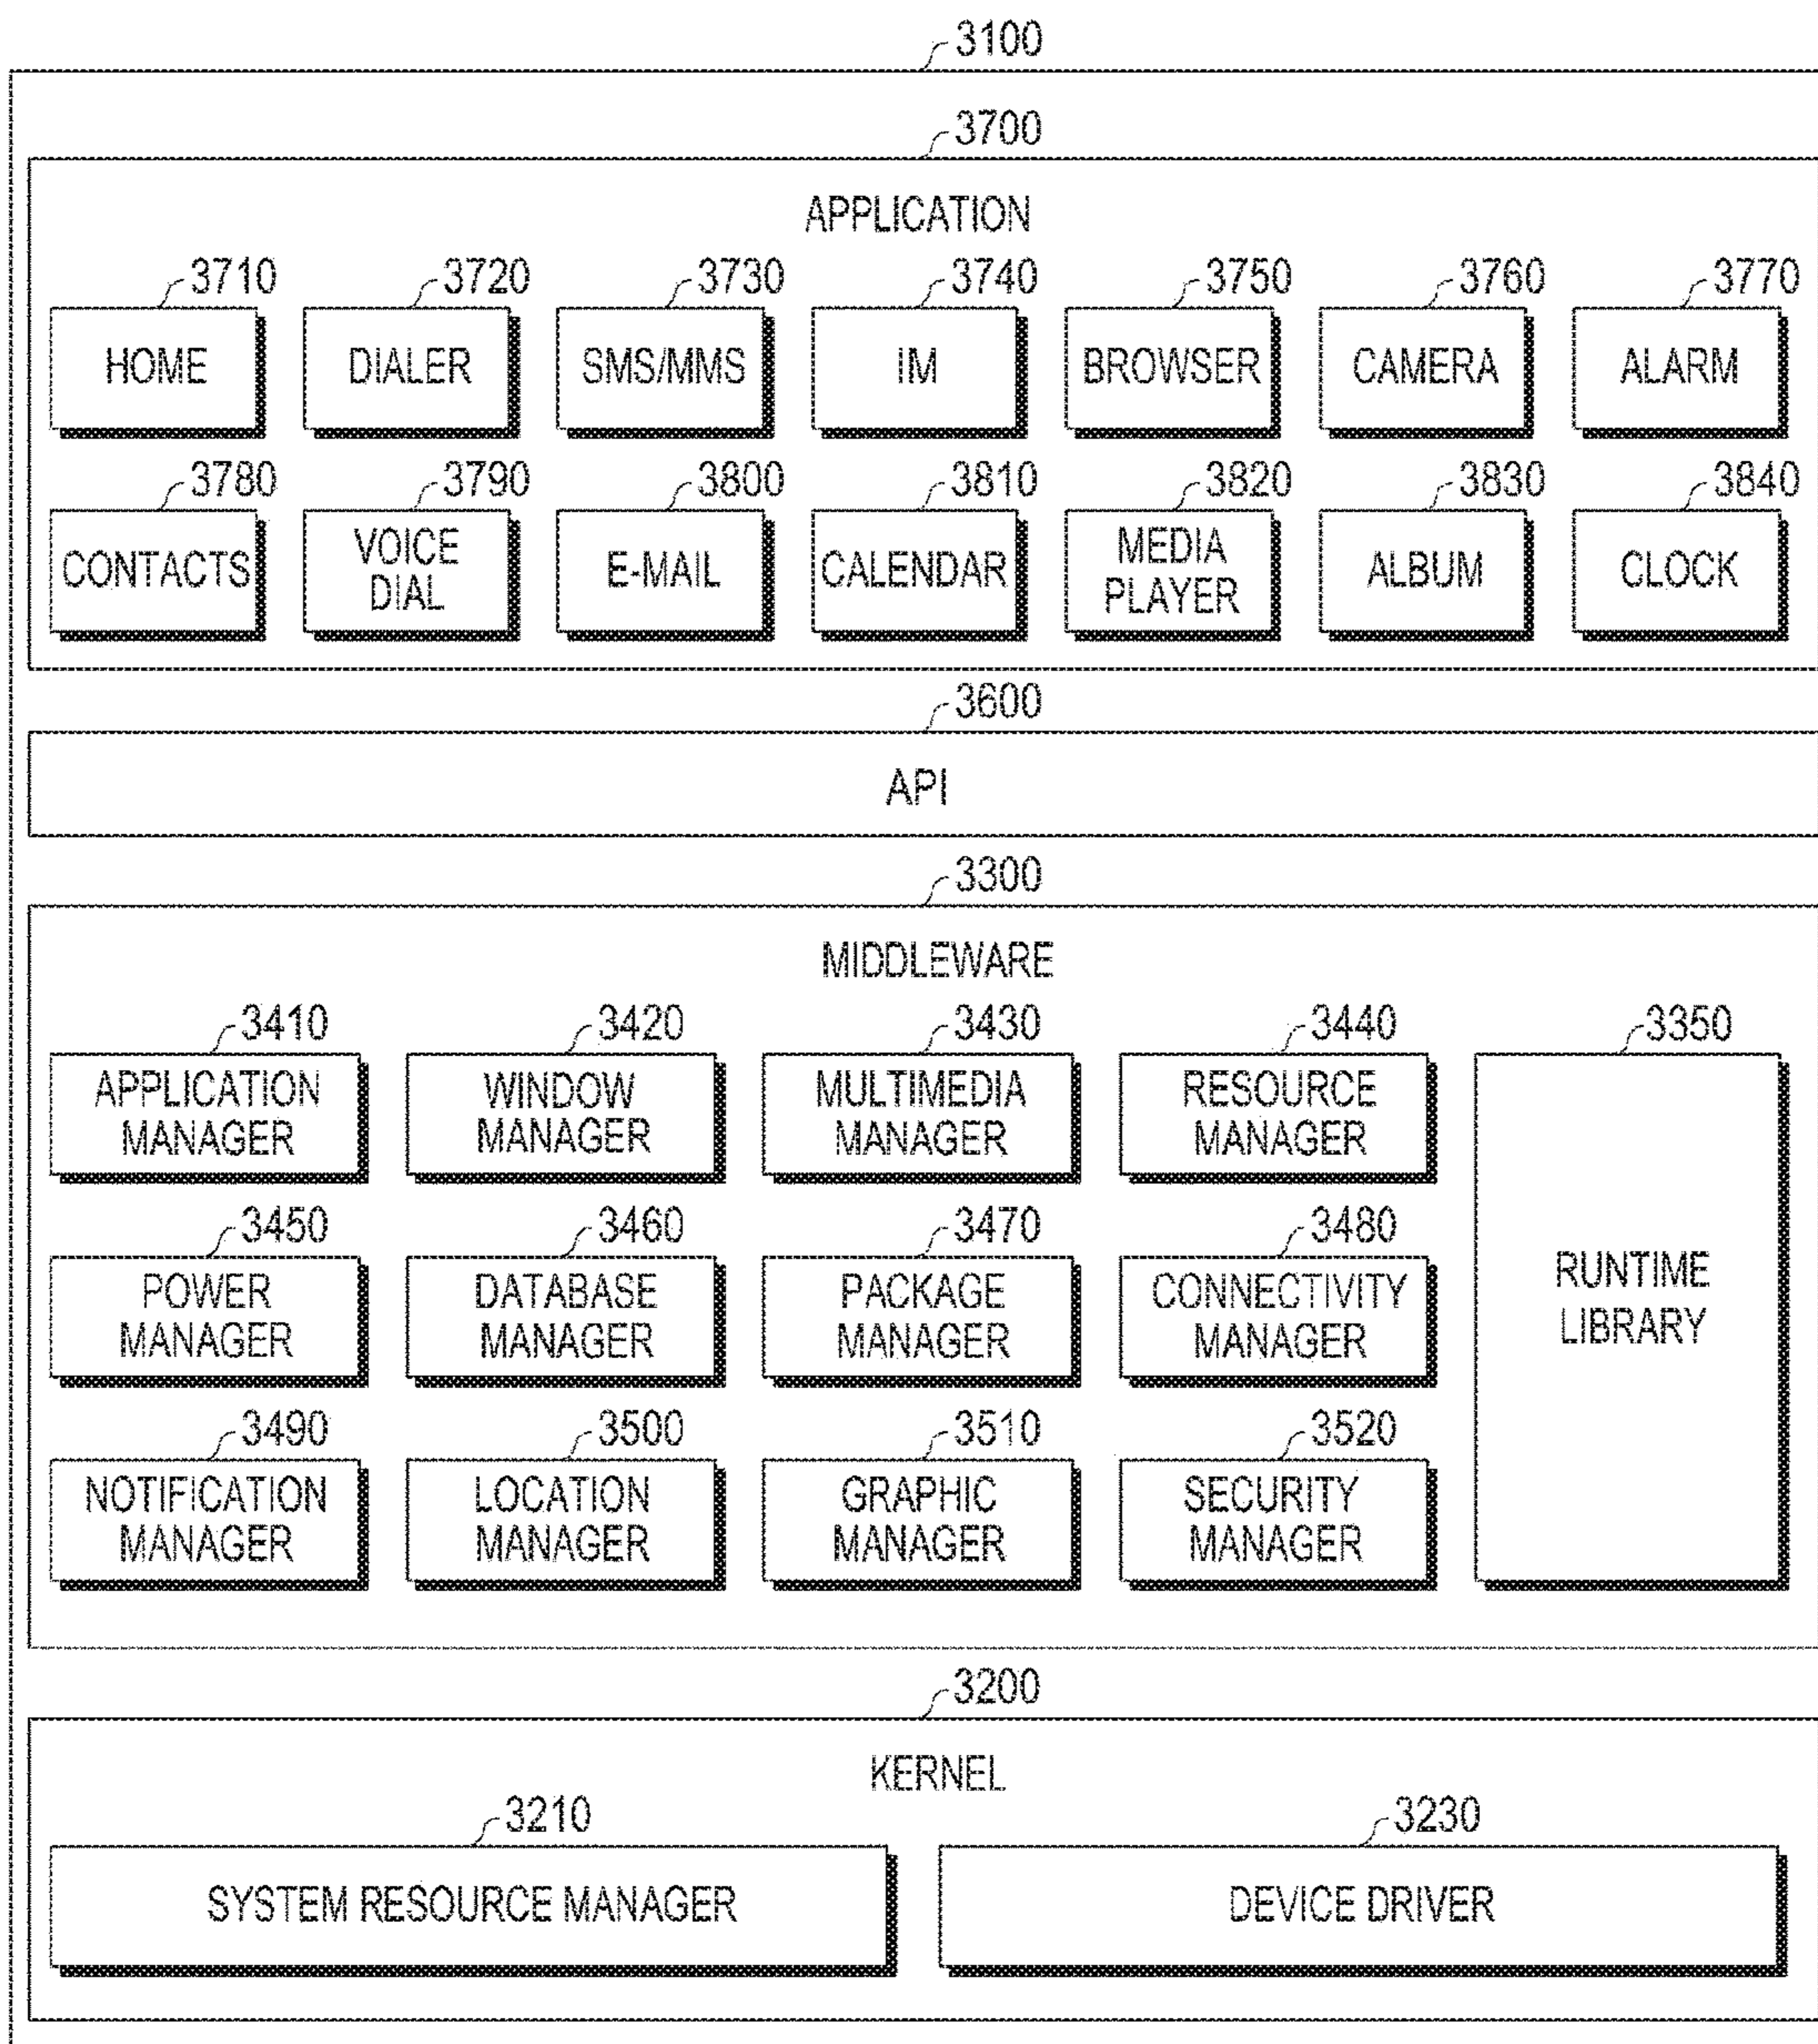 3100
3700
APPLICATION
3710 3720 3730 3740 3750 3760 3770
HOME DIALER SMS/MMS IM BROWSER CAMERA ALARM
3780 3790 3800 3810 3820 3830 3840
CONTACTS VOICE DIAL E-MAIL CALENDAR MEDIA PLAYER ALBUM CLOCK
3600
API
3300
MIDDLEWARE
3410 3420 3430 3440 3350
APPLICATION MANAGER WINDOW MANAGER MULTIMEDIA MANAGER RESOURCE MANAGER
3450 3460 3470 3480
POWER MANAGER DATABASE MANAGER PACKAGE MANAGER CONNECTIVITY MANAGER RUNTIME LIBRARY
3490 3500 3510 3520
NOTIFICATION MANAGER LOCATION MANAGER GRAPHIC MANAGER SECURITY MANAGER
3200
KERNEL
3210 3230
SYSTEM RESOURCE MANAGER DEVICE DRIVER